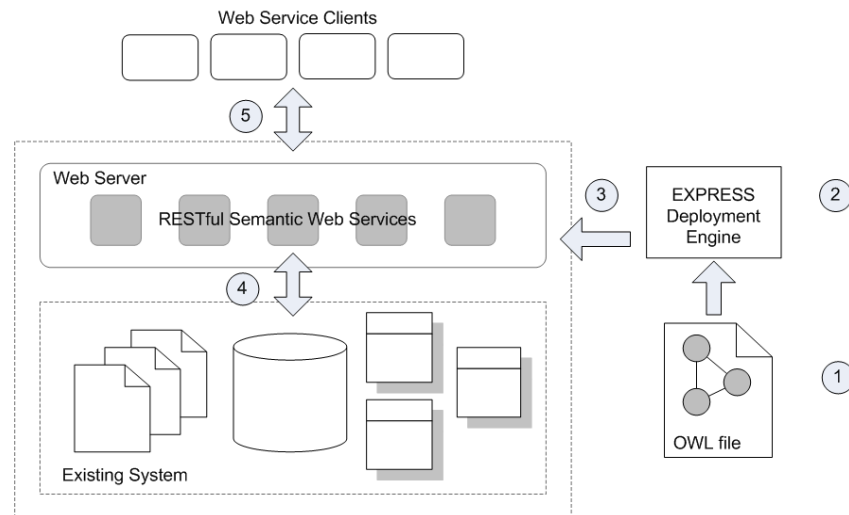 Web Service Clients
5
Web Server
RESTful Semantic Web Services
3
EXPRESS
Deployment
Engine
2
4
Existing System
OWL file
1